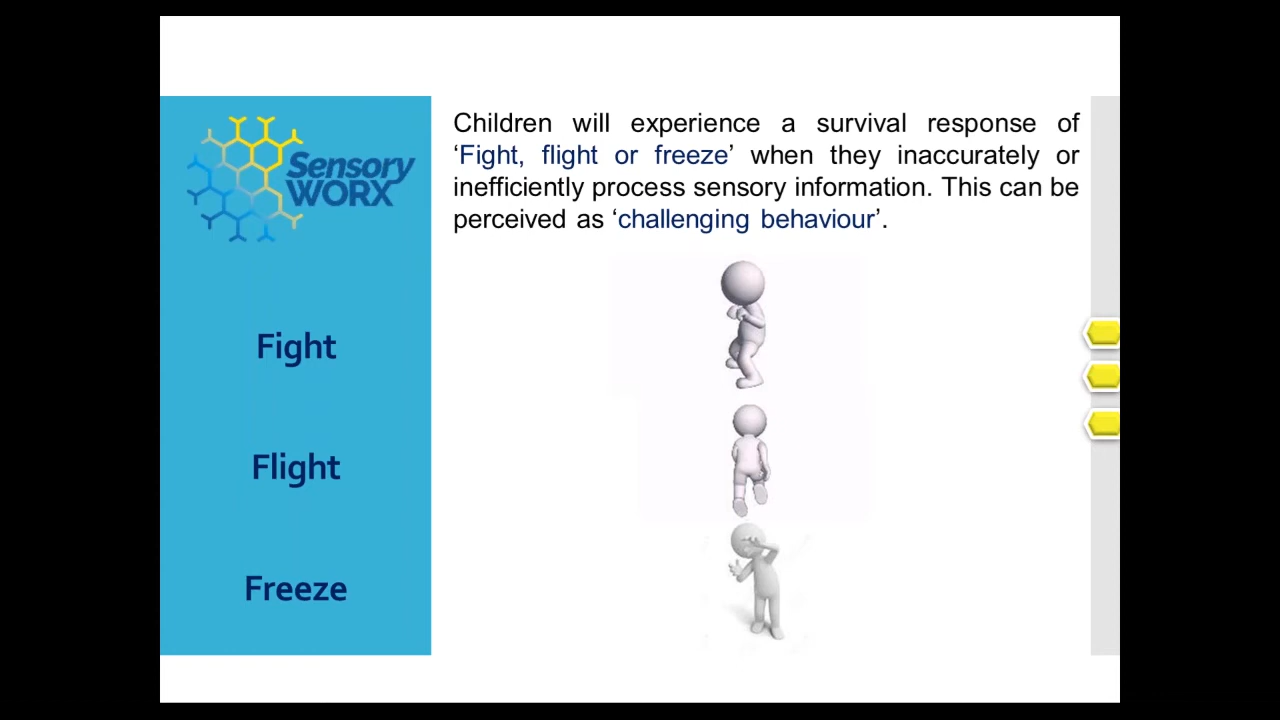 Sensory
WORX
Children will experience a survival response of
‘Fight, flight or freeze’ when they inaccurately or
inefficiently process sensory information. This can be
perceived as ‘challenging behaviour’.
Fight
Flight
Freeze